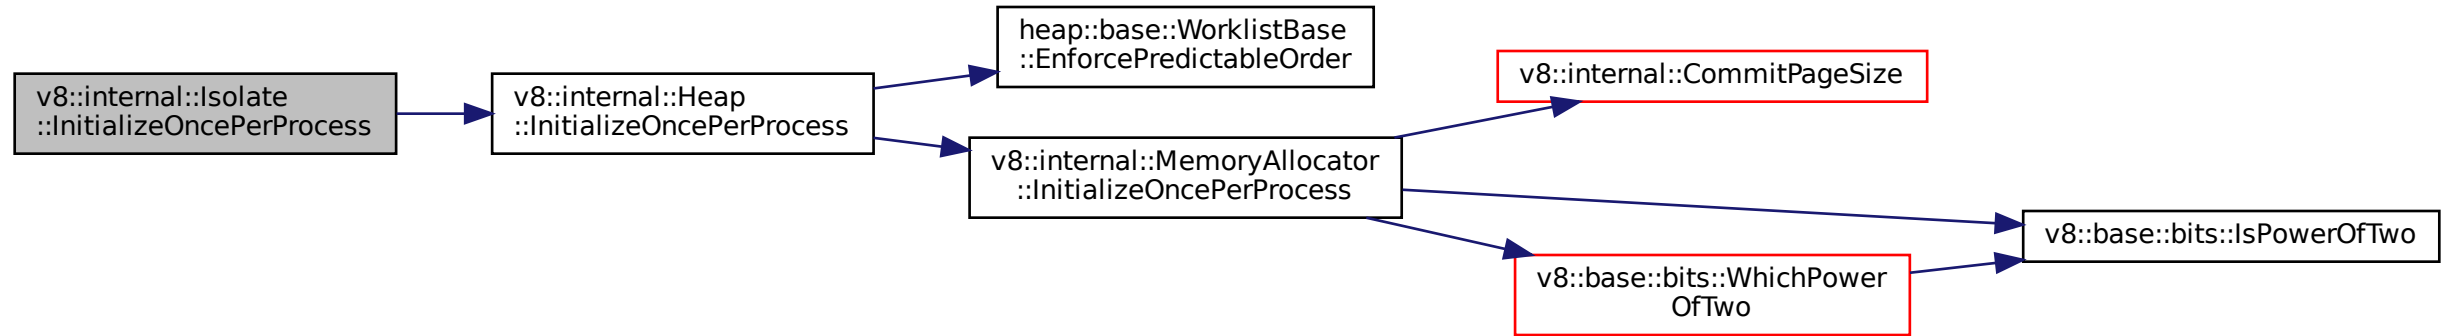 v8::internal::Isolate
::InitializeOncePerProcess
v8::internal::Heap
::InitializeOncePerProcess
heap::base::WorklistBase
::EnforcePredictableOrder
v8::internal::MemoryAllocator
::InitializeOncePerProcess
v8::internal::CommitPageSize
v8::base::bits::WhichPower
OfTwo
v8::base::bits::IsPowerOfTwo